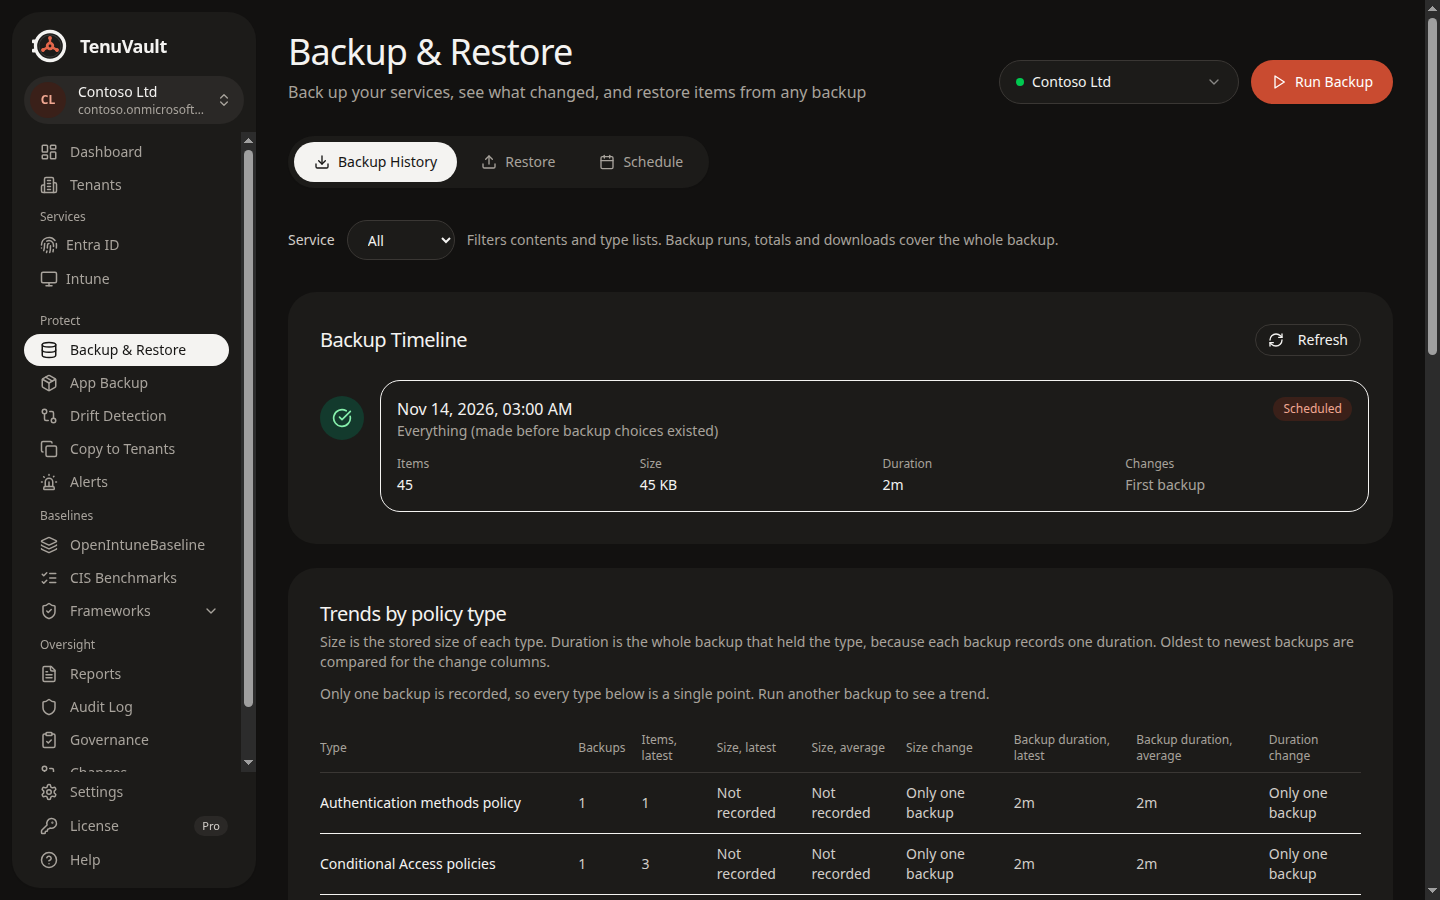 TenuVault
CL
Contoso Ltd
contoso.onmicrosoft...
Dashboard
Tenants
Services
Entra ID
Intune
Protect
Backup & Restore
App Backup
Drift Detection
Copy to Tenants
Alerts
Baselines
OpenIntuneBaseline
CIS Benchmarks
Frameworks
Oversight
Reports
Audit Log
Governance
Changes
Settings
License
Pro
Help
Backup & Restore
Back up your services, see what changed, and restore items from any backup
Contoso Ltd
Run Backup
Backup History
Restore
Schedule
Service
All
Filters contents and type lists. Backup runs, totals and downloads cover the whole backup.
Backup Timeline
Refresh
Nov 14, 2026, 03:00 AM
Scheduled
Everything (made before backup choices existed)
Items
Size
Duration
Changes
45
45 KB
2m
First backup
Trends by policy type
Size is the stored size of each type. Duration is the whole backup that held the type, because each backup records one duration. Oldest to newest backups are
compared for the change columns.
Only one backup is recorded, so every type below is a single point. Run another backup to see a trend.
Type
Backups
Items,
latest
Size, latest
Size, average
Size change
Backup duration,
latest
Backup duration,
average
Duration
change
Authentication methods policy
1
1
Not
recorded
Not
recorded
Only one
backup
2m
2m
Only one
backup
Conditional Access policies
1
3
Not
recorded
Not
recorded
Only one
backup
2m
2m
Only one
backup